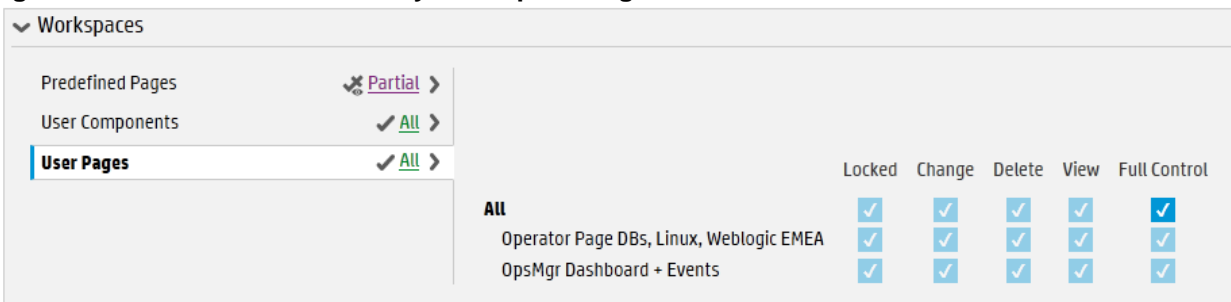 Workspaces
Predefined Pages Partial
User Components All
User Pages All
Locked Change Delete View Full Control
All
Operator Page DBs, Linux, Weblogic EMEA
OpsMgr Dashboard + Events